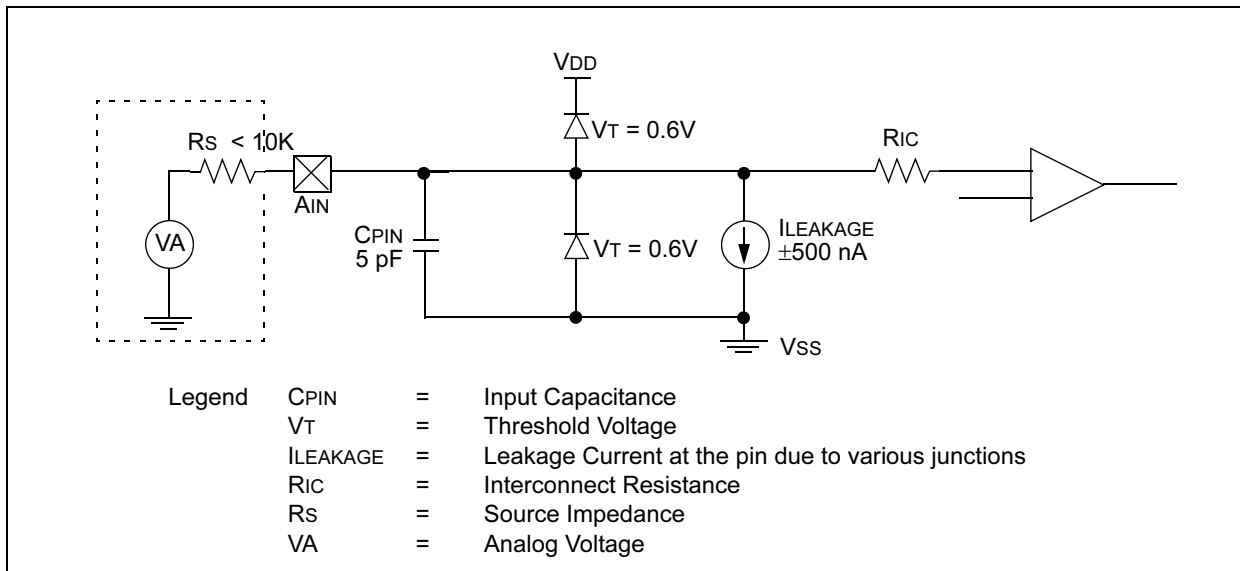 VDD
VT = 0.6V
RS < 10K
RIC
AIN
VA
CPIN
5 pF
VT = 0.6V
ILEAKAGE
±500 nA
VSS
Legend CPIN = Input Capacitance
VT = Threshold Voltage
ILEAKAGE = Leakage Current at the pin due to various junctions
RIC = Interconnect Resistance
RS = Source Impedance
VA = Analog Voltage